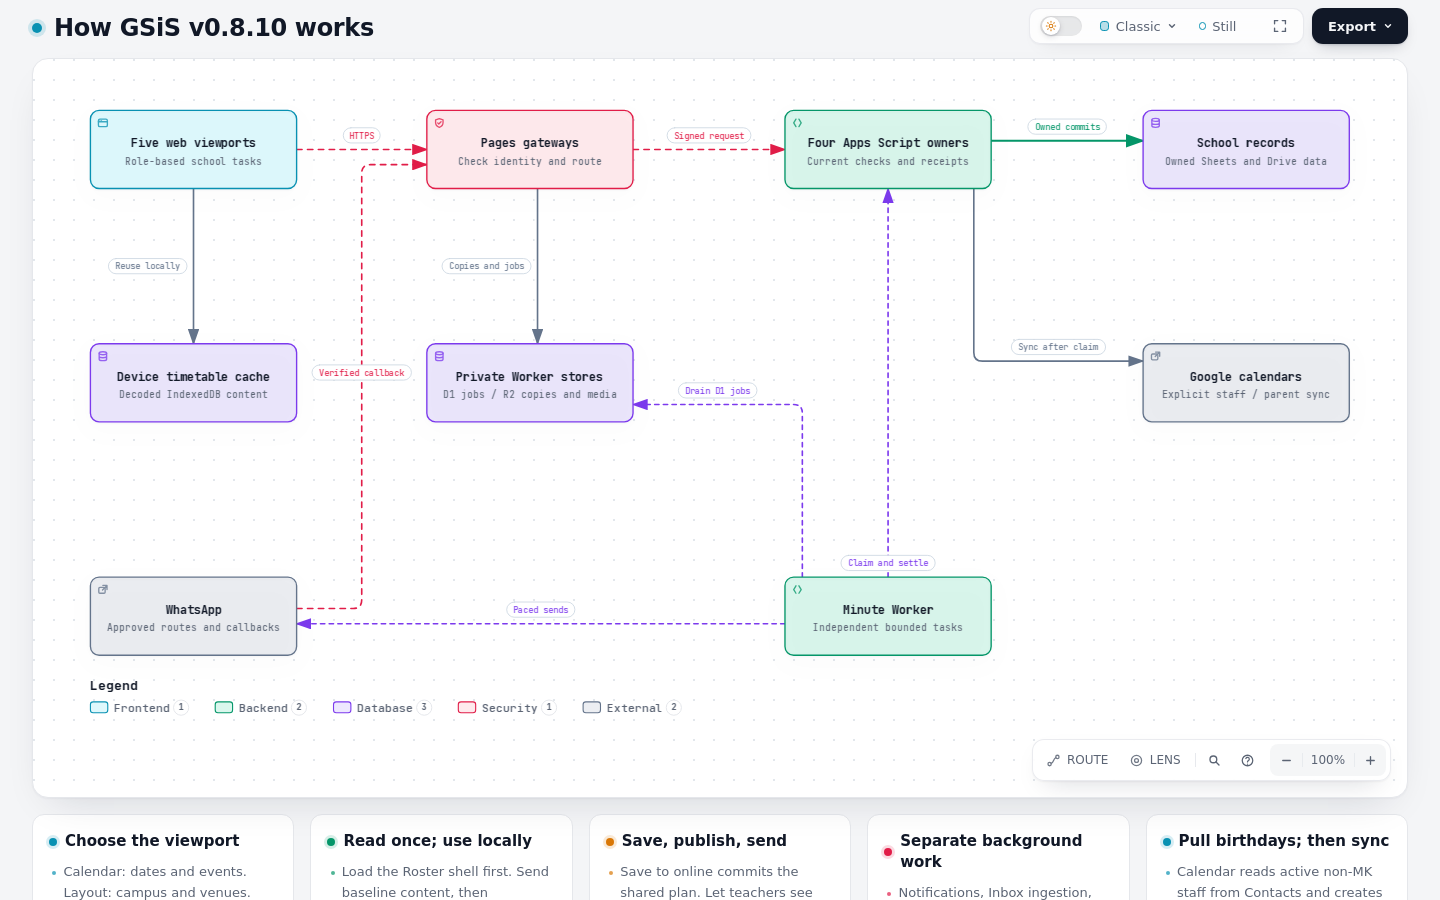 How GSiS v0.8.10 works
Classic
Still
Export
Five web viewports
Role-based school tasks
HTTPS
Pages gateways
Check identity and route
Signed request
Four Apps Script owners
Current checks and receipts
Owned commits
School records
Owned Sheets and Drive data
Reuse locally
Copies and jobs
Sync after claim
Device timetable cache
Decoded IndexedDB content
Verified callback
Private Worker stores
D1 jobs / R2 copies and media
Drain D1 jobs
Google calendars
Explicit staff / parent sync
Claim and settle
WhatsApp
Approved routes and callbacks
Paced sends
Minute Worker
Independent bounded tasks
Legend
Frontend 1
Backend 2
Database 3
Security 1
External 2
ROUTE
LENS
100%
Choose the viewport
Calendar: dates and events.
Layout: campus and venues.
Read once; use locally
Load the Roster shell first. Send
baseline content, then
Save, publish, send
Save to online commits the
shared plan. Let teachers see
Separate background
work
Notifications, Inbox ingestion,
Pull birthdays; then sync
Calendar reads active non-MK
staff from Contacts and creates